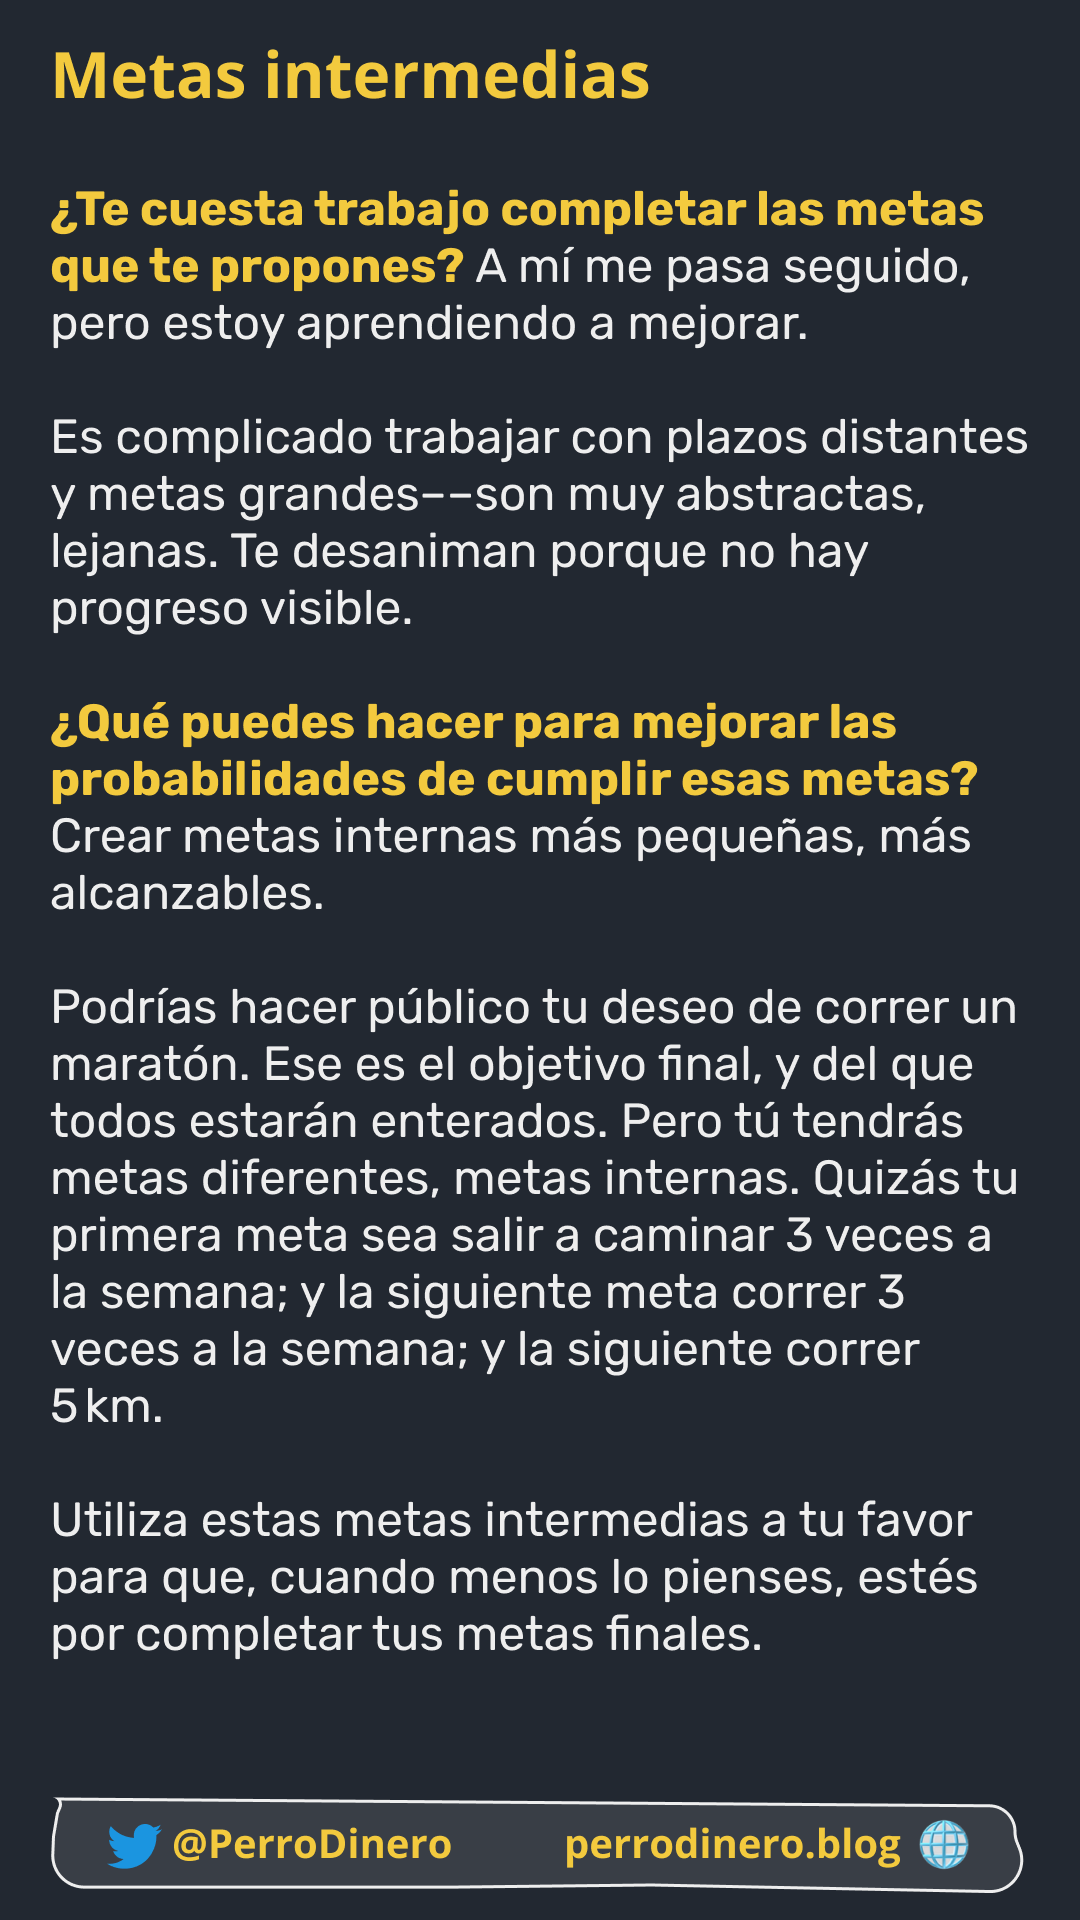 Metas intermedias
¿Te cuesta trabajo completar las metas
que te propones? A mí me pasa seguido,
pero estoy aprendiendo a mejorar.
Es complicado trabajar con plazos distantes
y metas grandes––son muy abstractas,
lejanas. Te desaniman porque no hay
progreso visible.
¿Qué puedes hacer para mejorar las
probabilidades de cumplir esas metas?
Crear metas internas más pequeñas, más
alcanzables.
Podrías hacer público tu deseo de correr un
maratón. Ese es el objetivo final, y del que
todos estarán enterados. Pero tú tendrás
metas diferentes, metas internas. Quizás tu
primera meta sea salir a caminar 3 veces a
la semana; y la siguiente meta correr 3
veces a la semana; y la siguiente correr
5 km.
Utiliza estas metas intermedias a tu favor
para que, cuando menos lo pienses, estés
por completar tus metas finales.
@PerroDinero perrodinero.blog